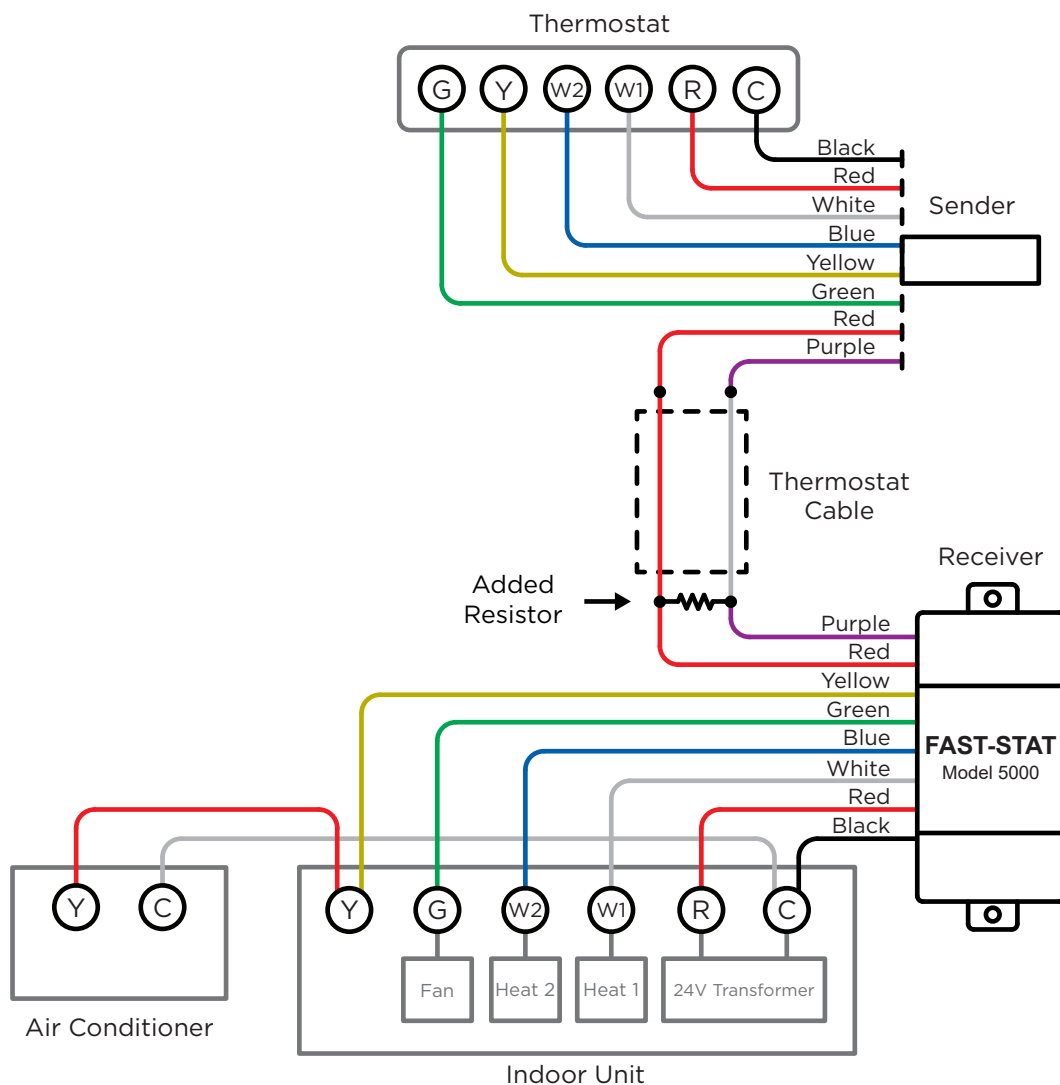 Thermostat
G Y W2 W1 R C
Black
Red
White
Sender
Blue
Yellow
Green
Red
Purple
Thermostat
Cable
Receiver
Added
Resistor
Purple
Red
Yellow
Green
Blue
FAST-STAT
Model 5000
White
Red
Black
Y C
Y G W2 W1 R C
Fan Heat 2 Heat 1 24V Transformer
Air Conditioner
Indoor Unit